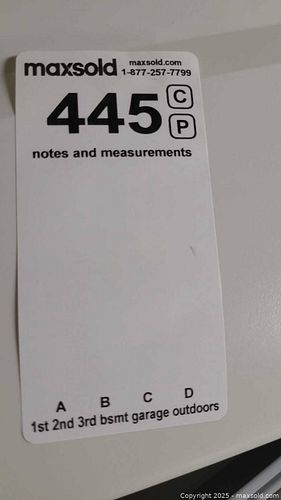 maxsold maxsold.com
1-877-257-7799
445 C
P
notes and measurements
A B C D
1st 2nd 3rd bsmt garage outdoors
Copyright 2025 - maxsold.com